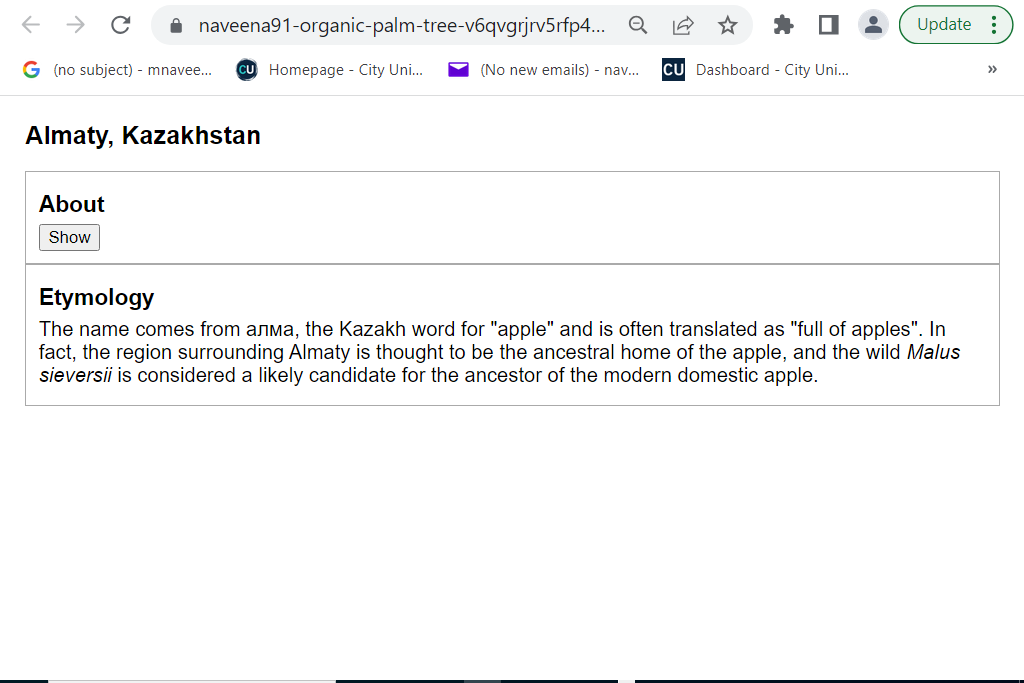 naveena91-organic-palm-tree-v6qvgrjrv5rfp4...
Update
(no subject) - mnavee...
CU
Homepage - City Uni...
(No new emails) - nav...
CU
Dashboard - City Uni...
»
Almaty, Kazakhstan
About
Show
Etymology
The name comes from алма, the Kazakh word for "apple" and is often translated as "full of apples". In
fact, the region surrounding Almaty is thought to be the ancestral home of the apple, and the wild Malus
sieversii is considered a likely candidate for the ancestor of the modern domestic apple.